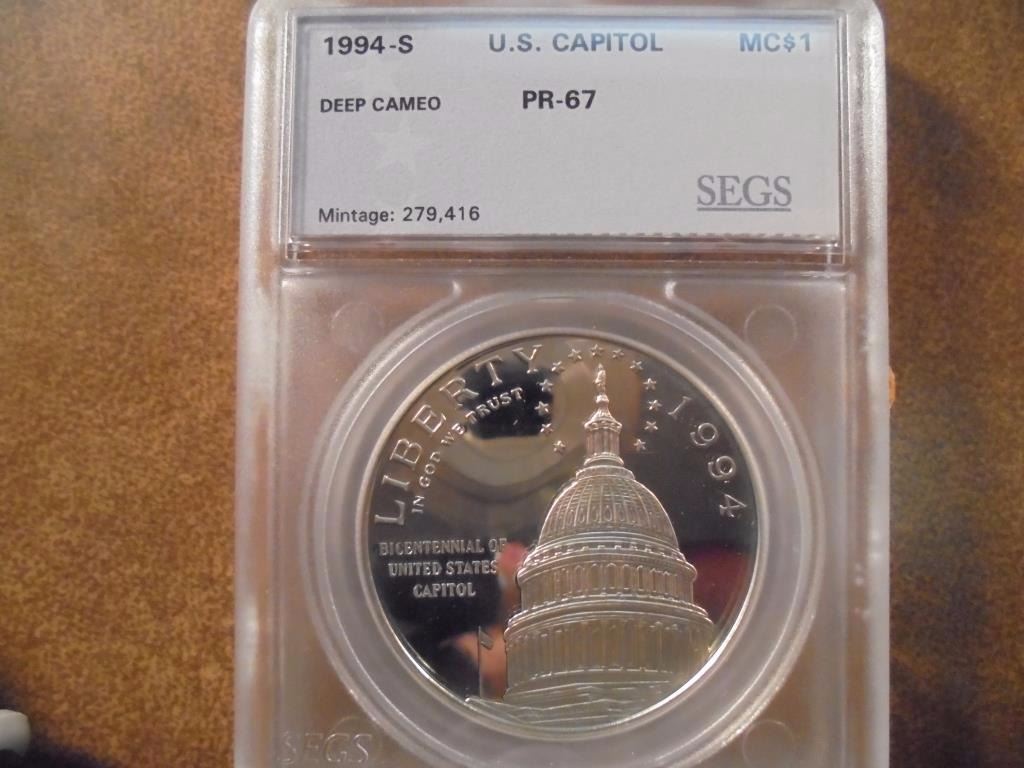 1994-S U.S. CAPITOL MC$1
DEEP CAMEO PR-67
SEGS
Mintage: 279,416
LIBERTY
IN GOD WE TRUST
1994
BICENTENNIAL OF
UNITED STATES
CAPITOL
SEGS